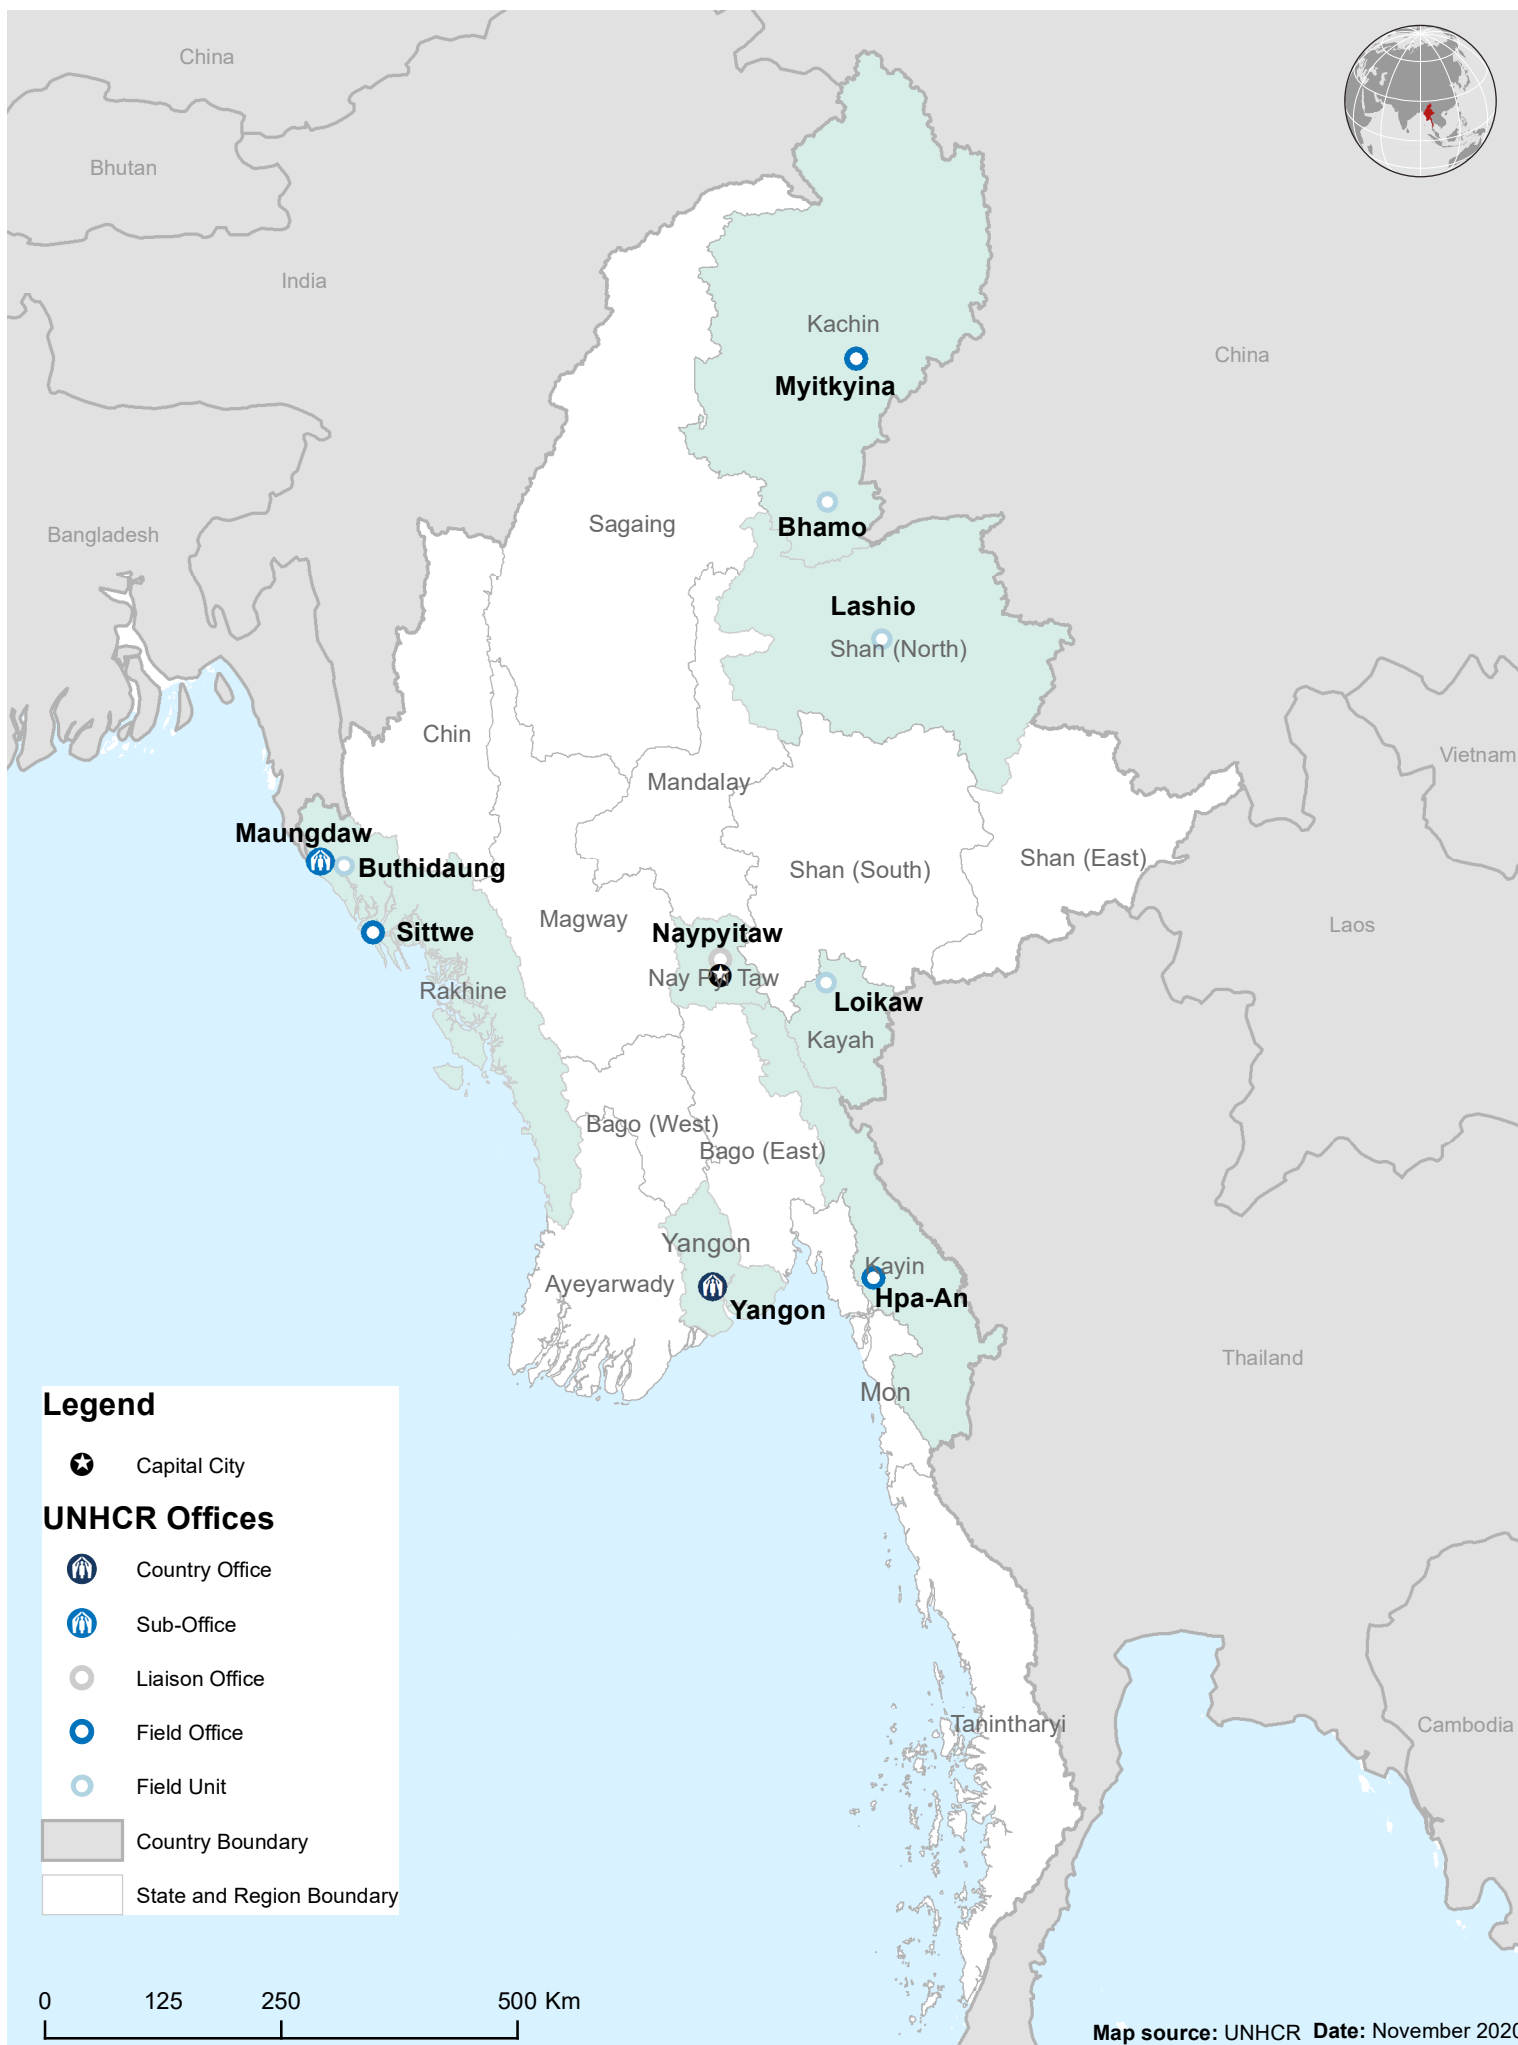 China
Bhutan
India
Kachin
Myitkyina
China
Sagaing
Bhamo
Bangladesh
Lashio
Shan (North)
Chin
Vietnam
Mandalay
Maungdaw
Buthidaung
Shan (South)
Shan (East)
Magway
Sittwe
Naypyitaw
Laos
Nay Pyi Taw
Rakhine
Loikaw
Kayah
Bago (West)
Bago (East)
Yangon
Kayin
Ayeyarwady
Yangon
Hpa-An
Thailand
Mon
Legend
Capital City
UNHCR Offices
Country Office
Sub-Office
Liaison Office
Field Office
Field Unit
Country Boundary
State and Region Boundary
Tanintharyi
Cambodia
0 125 250 500 Km
Map source: UNHCR Date: November 2020